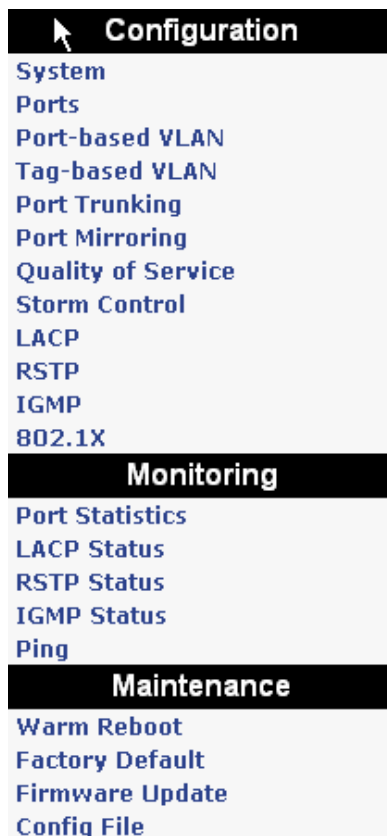 Configuration
System
Ports
Port-based VLAN
Tag-based VLAN
Port Trunking
Port Mirroring
Quality of Service
Storm Control
LACP
RSTP
IGMP
802.1X
Monitoring
Port Statistics
LACP Status
RSTP Status
IGMP Status
Ping
Maintenance
Warm Reboot
Factory Default
Firmware Update
Config File